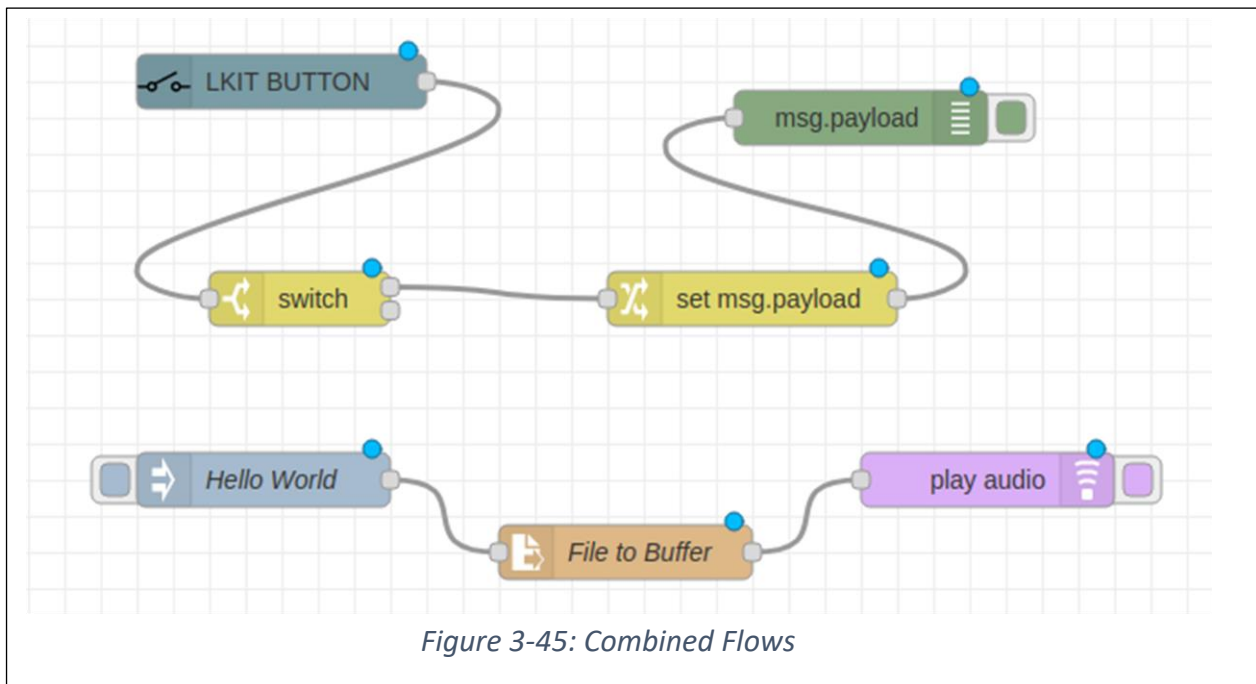 LKIT BUTTON
msg.payload
switch
set msg.payload
Hello World
play audio
File to Buffer
Figure 3-45: Combined Flows